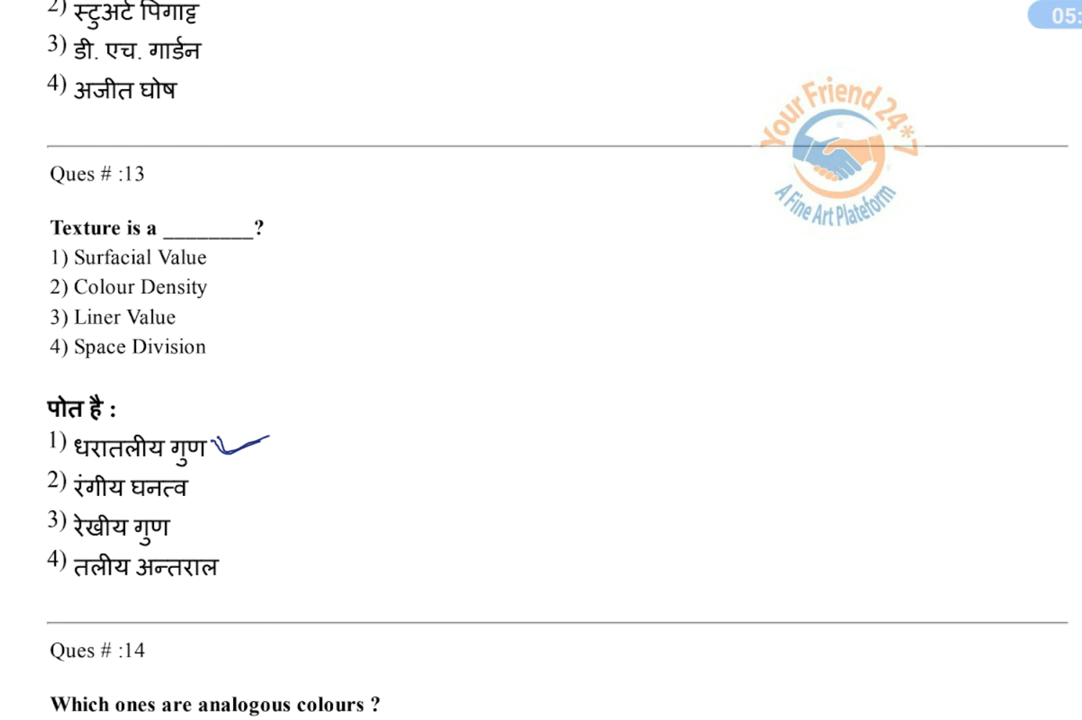 2) स्टुअर्ट पिगाट्ट
05:
3) डी. एच. गार्डन
4) अजीत घोष
Your Friend 24*7
A Fine Art Plateform
Ques # :13
Texture is a ________?
1) Surfacial Value
2) Colour Density
3) Liner Value
4) Space Division
पोत है :
1) धरातलीय गुण
2) रंगीय घनत्व
3) रेखीय गुण
4) तलीय अन्तराल
Ques # :14
Which ones are analogous colours ?